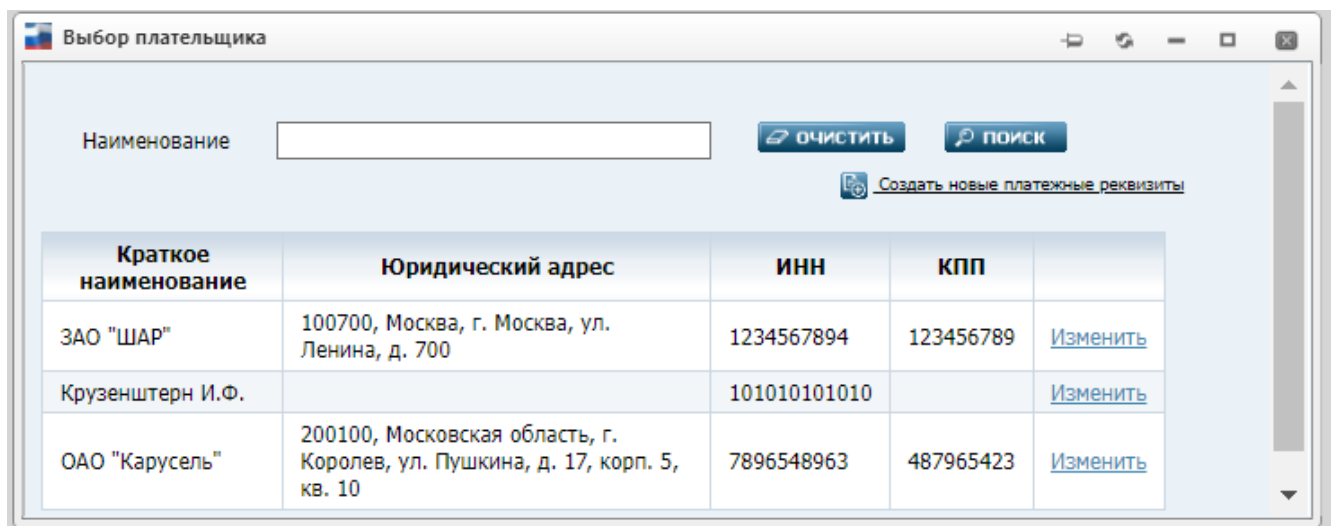 Выбор плательщика
Наименование
ОЧИСТИТЬ
ПОИСК
Создать новые платежные реквизиты
Краткое наименование
Юридический адрес
ИНН
КПП
ЗАО "ШАР"
100700, Москва, г. Москва, ул.
Ленина, д. 700
1234567894
123456789
Изменить
Крузенштерн И.Ф.
101010101010
Изменить
ОАО "Карусель"
200100, Московская область, г.
Королев, ул. Пушкина, д. 17, корп. 5,
кв. 10
7896548963
487965423
Изменить